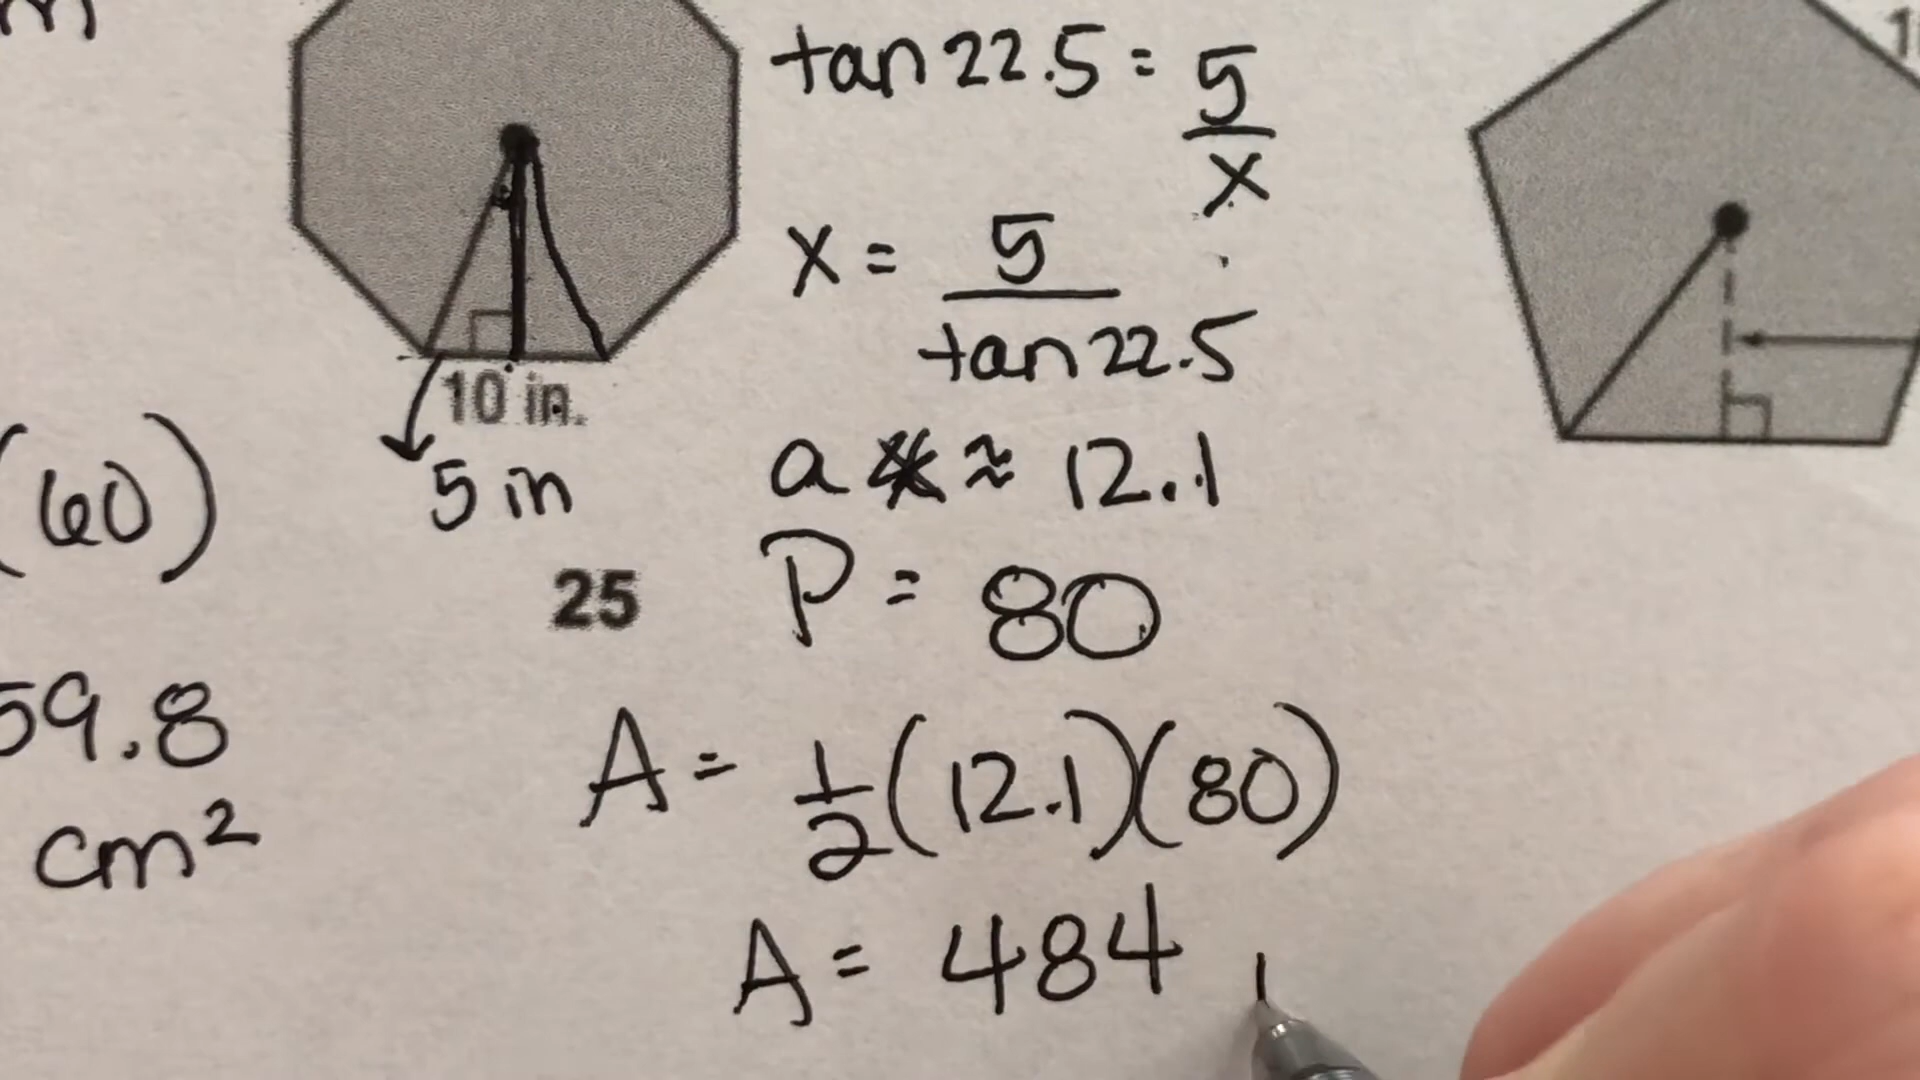 m
tan 22.5 = 5/x
x = 5/tan 22.5
10 in.
5 in
a ≈ 12.1
(60)
25
P = 80
59.8
cm²
A = 1/2(12.1)(80)
A = 484